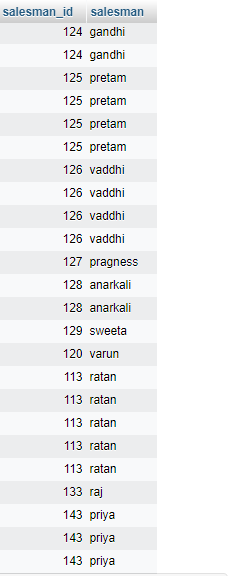 salesman_id salesman
124 gandhi
124 gandhi
125 pretam
125 pretam
125 pretam
125 pretam
126 vaddhi
126 vaddhi
126 vaddhi
126 vaddhi
127 pragness
128 anarkali
128 anarkali
129 sweeta
120 varun
113 ratan
113 ratan
113 ratan
113 ratan
113 ratan
133 raj
143 priya
143 priya
143 priya